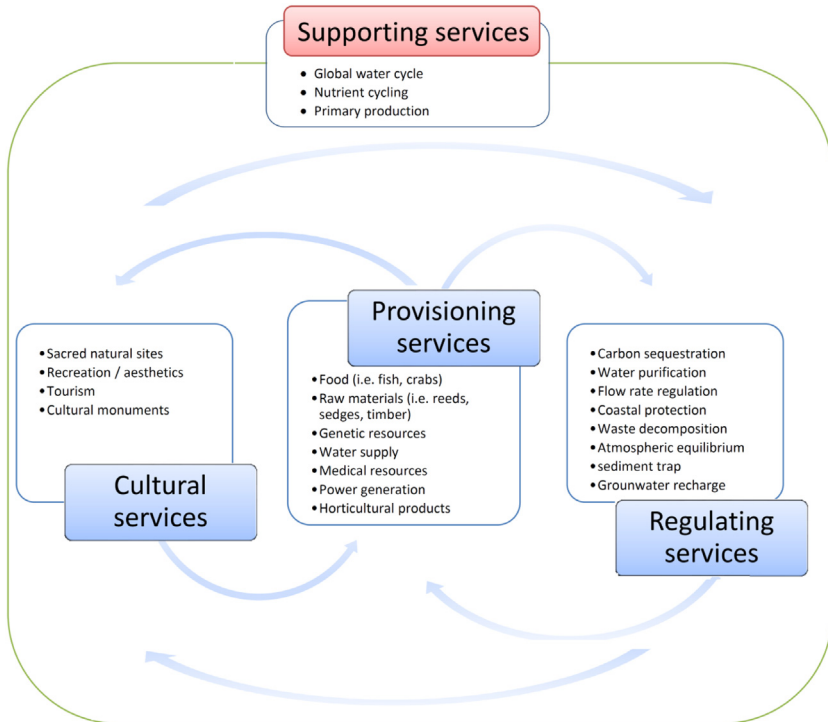 Supporting services
• Global water cycle
• Nutrient cycling
• Primary production
• Sacred natural sites
• Recreation / aesthetics
• Tourism
• Cultural monuments
Cultural
services
Provisioning
services
• Food (i.e. fish, crabs)
• Raw materials (i.e. reeds,
sedges, timber)
• Genetic resources
• Water supply
• Medical resources
• Power generation
• Horticultural products
• Carbon sequestration
• Water purification
• Flow rate regulation
• Coastal protection
• Waste decomposition
• Atmospheric equilibrium
• sediment trap
• Grounwater recharge
Regulating
services